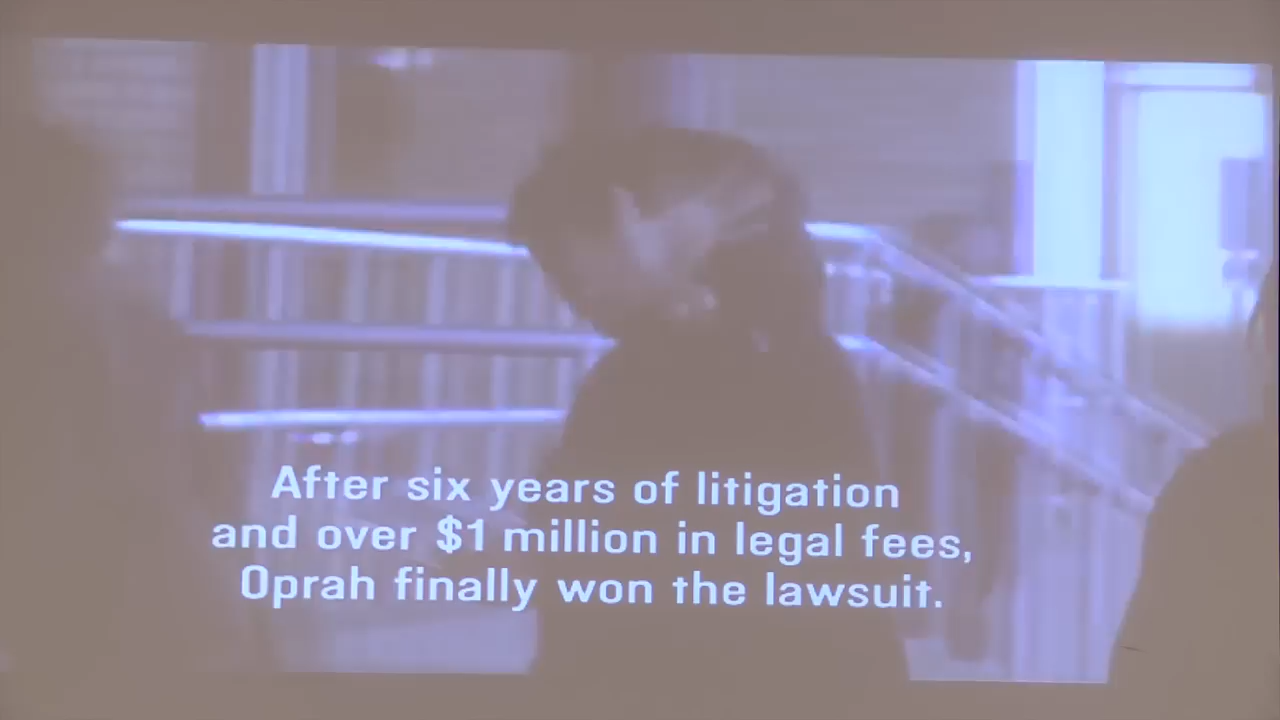 After six years of litigation
and over $1 million in legal fees,
Oprah finally won the lawsuit.